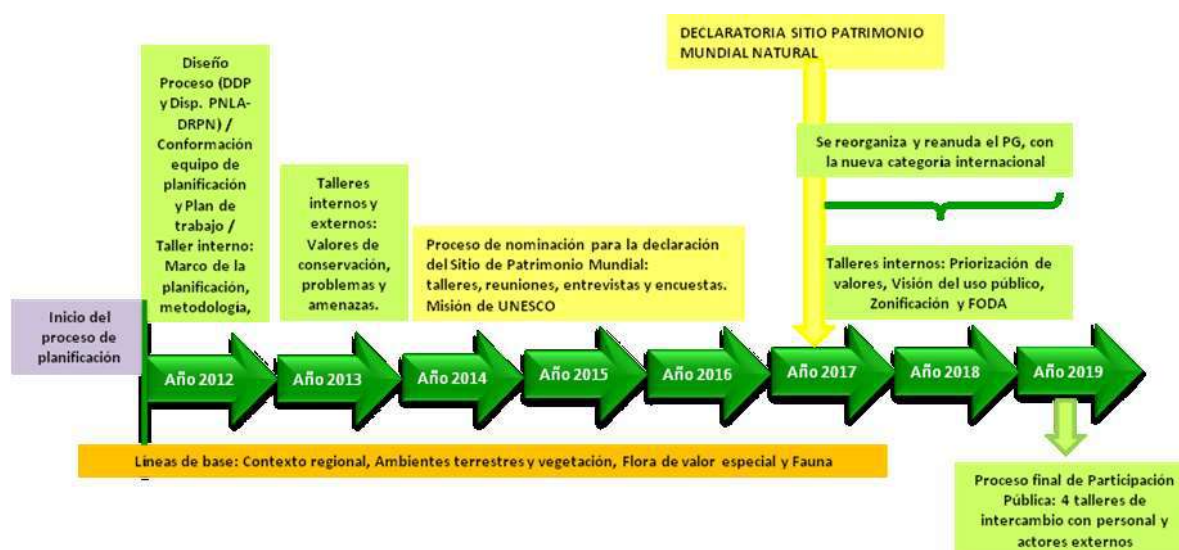 DECLARATORIA SITIO PATRIMONIO
MUNDIAL NATURAL
Diseño
Proceso (DDP
y Disp. PNLA-
DRPN) /
Conformación
equipo de
planificación
y Plan de
trabajo /
Taller interno:
Marco de la
planificación,
metodología,
Talleres
internos y
externos:
Valores de
conservación,
problemas y
amenazas.
Proceso de nominación para la declaración
del Sitio de Patrimonio Mundial:
talleres, reuniones, entrevistas y encuestas.
Misión de UNESCO
Se reorganiza y reanuda el PG, con
la nueva categoría internacional
Talleres internos: Priorización de
valores, Visión del uso público,
Zonificación y FODA
Inicio del
proceso de
planificación
Año 2012
Año 2013
Año 2014
Año 2015
Año 2016
Año 2017
Año 2018
Año 2019
Líneas de base: Contexto regional, Ambientes terrestres y vegetación, Flora de valor especial y Fauna
Proceso final de Participación
Pública: 4 talleres de
intercambio con personal y
actores externos